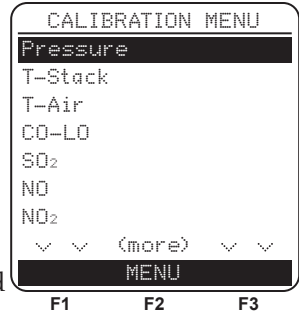 CALIBRATION MENU
Pressure
T-Stack
T-Air
CO-LO
SO₂
NO
NO₂
(more)
MENU
F1 F2 F3